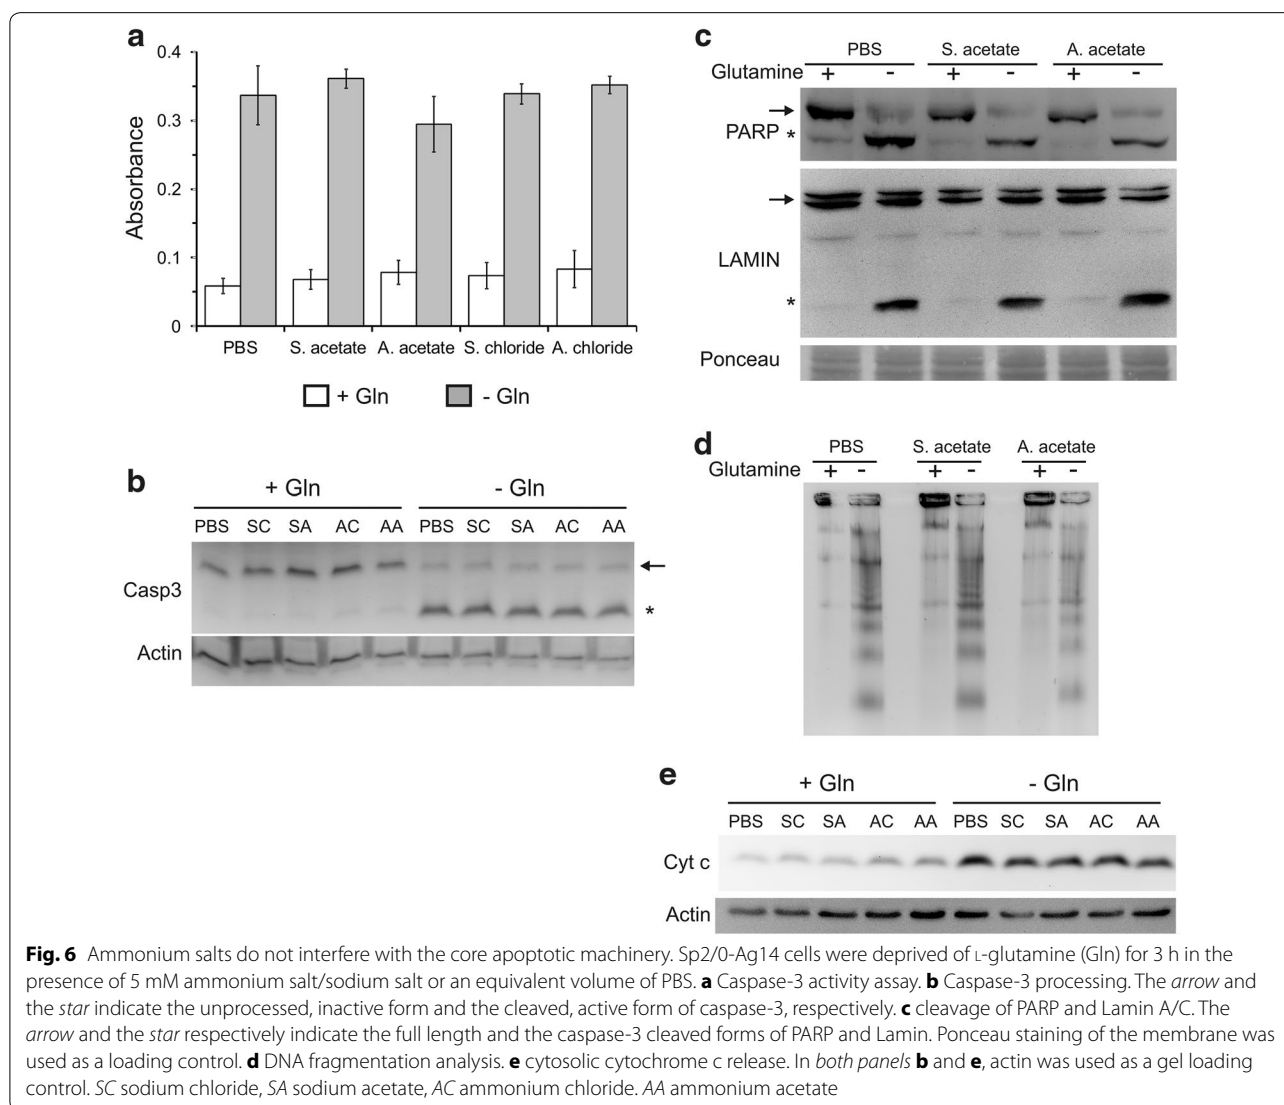 a
0.4
0.3
0.2
0.1
0
Absorbance
PBS S. acetate A. acetate S. chloride A. chloride
+ Gln - Gln
b
+ Gln - Gln
PBS SC SA AC AA PBS SC SA AC AA
Casp3
*
Actin
c
PBS S. acetate A. acetate
Glutamine + - + - + -
PARP *
LAMIN
*
Ponceau
d
PBS S. acetate A. acetate
Glutamine + - + - + -
e
+ Gln - Gln
PBS SC SA AC AA PBS SC SA AC AA
Cyt c
Actin
Fig. 6 Ammonium salts do not interfere with the core apoptotic machinery. Sp2/0-Ag14 cells were deprived of L-glutamine (Gln) for 3 h in the
presence of 5 mM ammonium salt/sodium salt or an equivalent volume of PBS. a Caspase-3 activity assay. b Caspase-3 processing. The arrow and
the star indicate the unprocessed, inactive form and the cleaved, active form of caspase-3, respectively. c cleavage of PARP and Lamin A/C. The
arrow and the star respectively indicate the full length and the caspase-3 cleaved forms of PARP and Lamin. Ponceau staining of the membrane was
used as a loading control. d DNA fragmentation analysis. e cytosolic cytochrome c release. In both panels b and e, actin was used as a gel loading
control. SC sodium chloride, SA sodium acetate, AC ammonium chloride. AA ammonium acetate